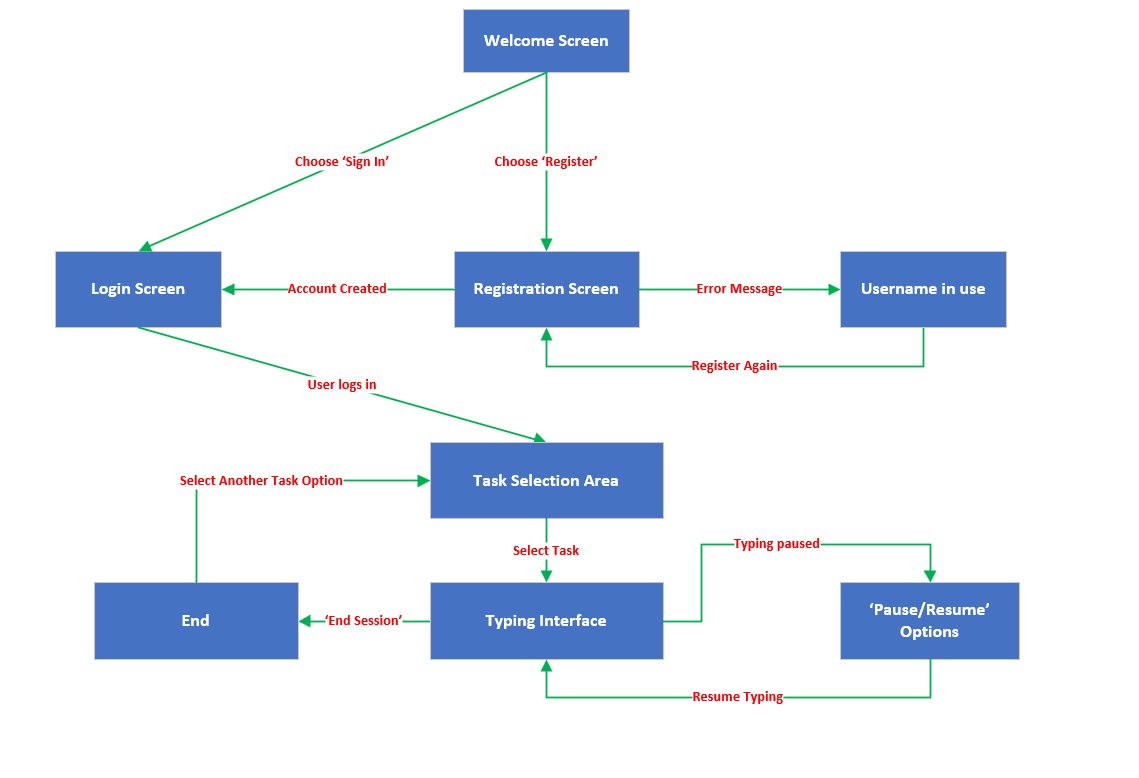 Welcome Screen
Choose ‘Sign In’
Choose ‘Register’
Login Screen
Account Created
Registration Screen
Error Message
Username in use
Register Again
User logs in
Select Another Task Option
Task Selection Area
Select Task
Typing paused
End
‘End Session’
Typing Interface
‘Pause/Resume’
Options
Resume Typing